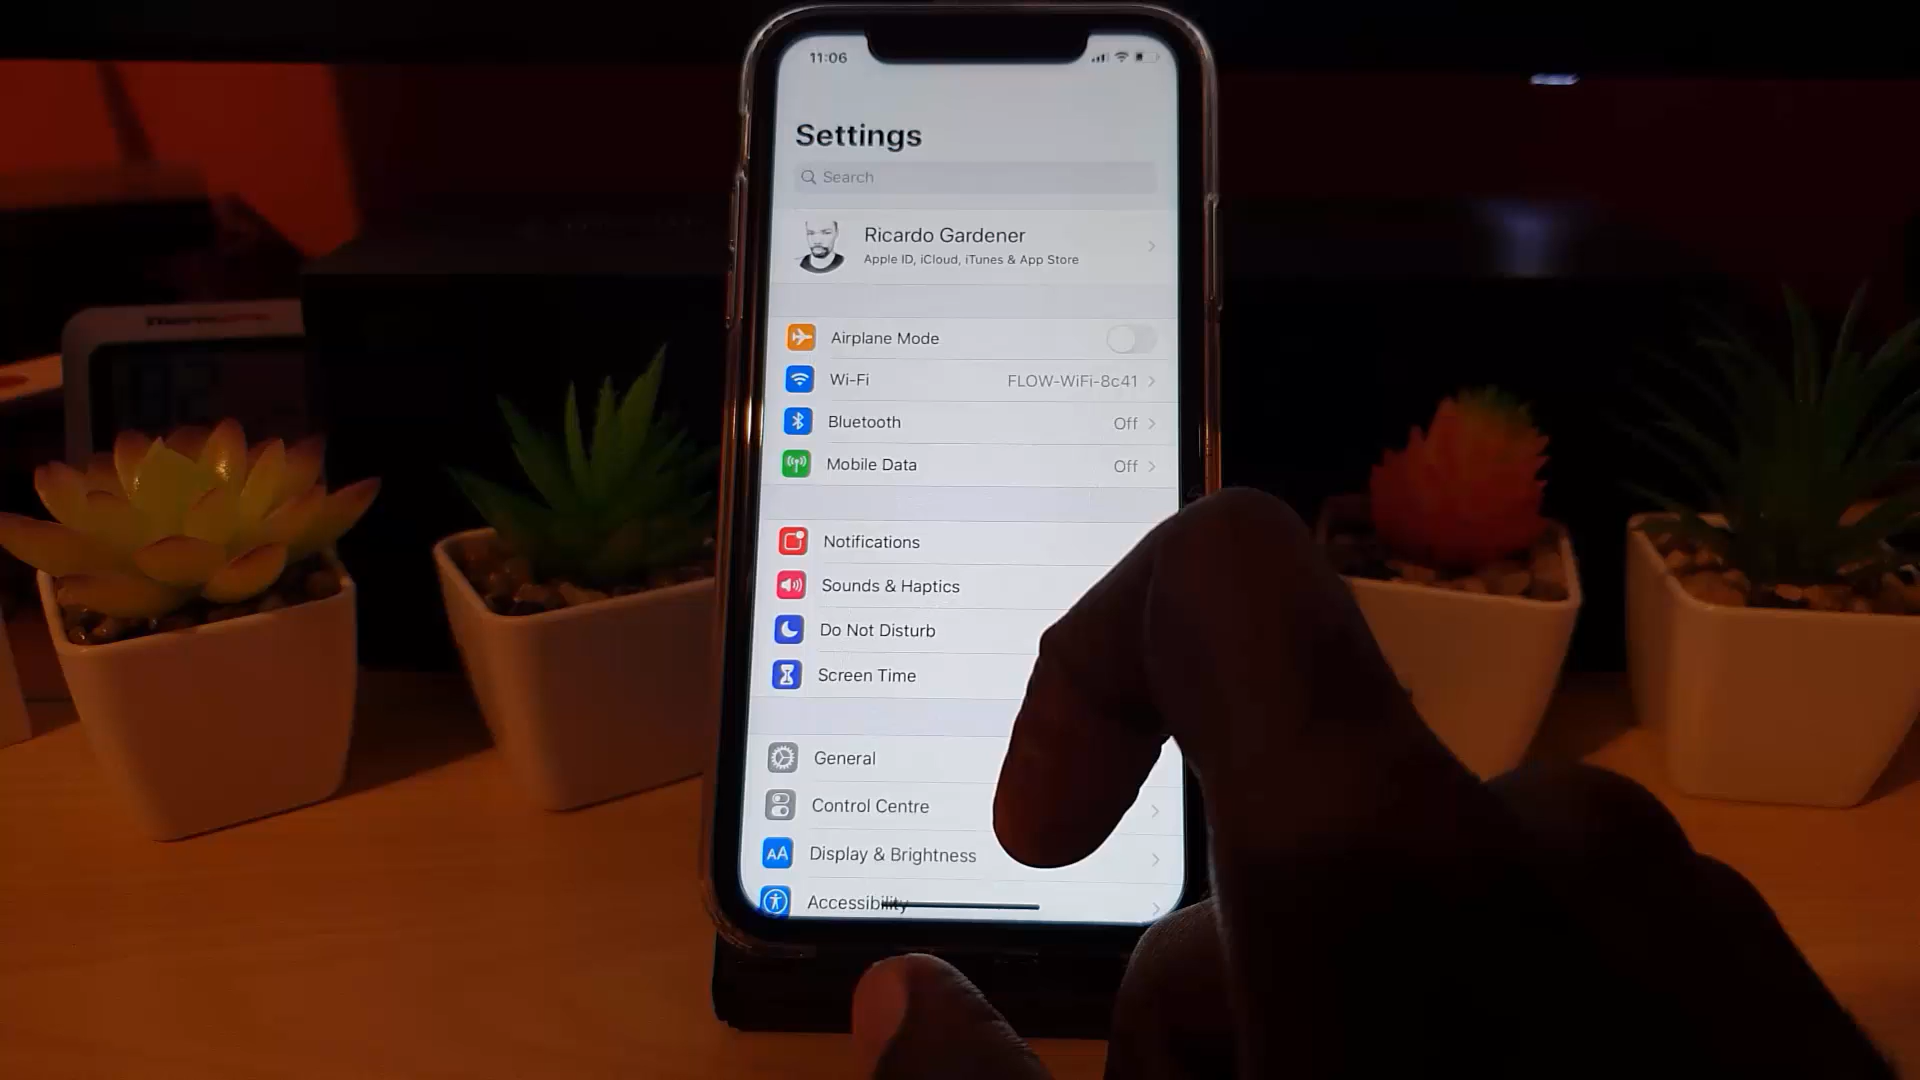 11:06
Settings
Search
Ricardo Gardener
Apple ID, iCloud, iTunes & App Store
Airplane Mode
Wi-Fi FLOW-WiFi-8c41
Bluetooth Off
Mobile Data Off
Notifications
Sounds & Haptics
Do Not Disturb
Screen Time
General
Control Centre
AA Display & Brightness
Accessibility